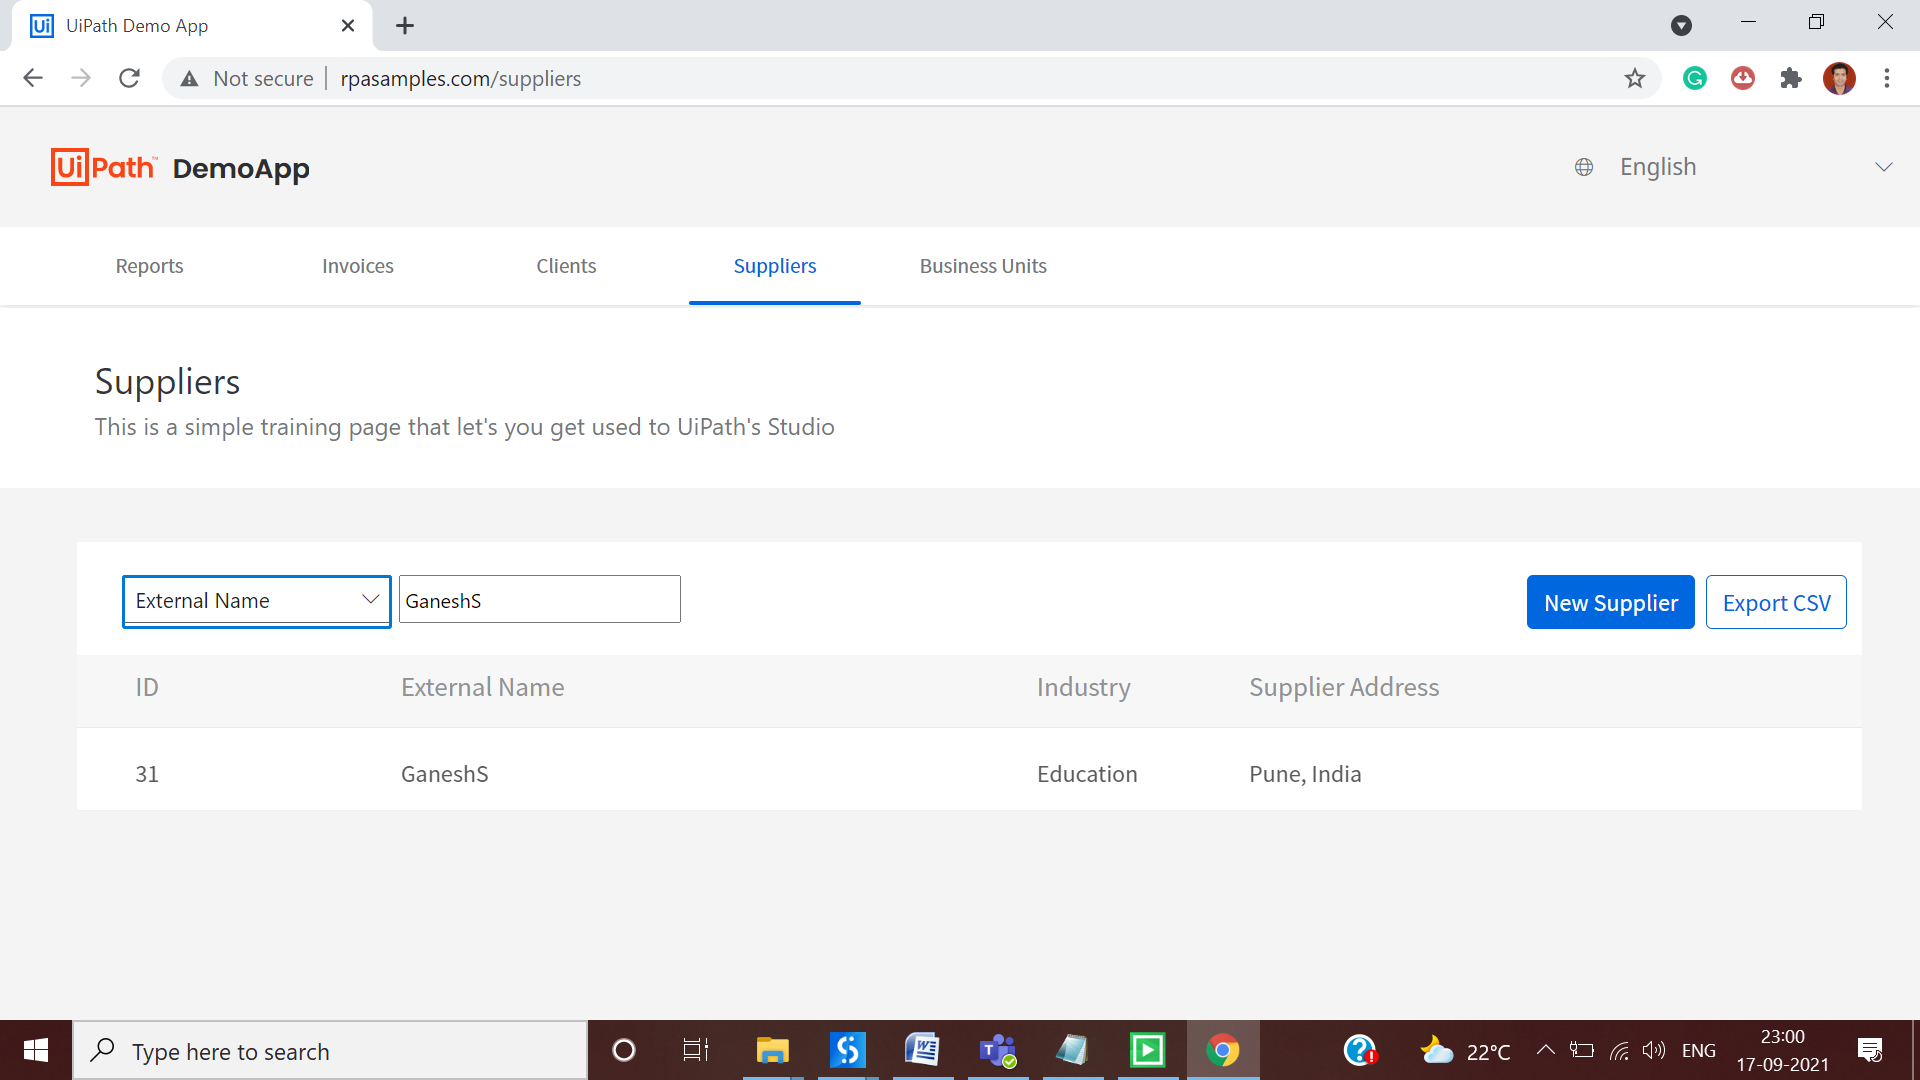 UiPath Demo App
Not secure | rpasamples.com/suppliers
UiPath™ DemoApp
English
Reports Invoices Clients Suppliers Business Units
Suppliers
This is a simple training page that let's you get used to UiPath's Studio
External Name GaneshS New Supplier Export CSV
ID External Name Industry Supplier Address
31 GaneshS Education Pune, India
Type here to search
22°C ENG
23:00
17-09-2021